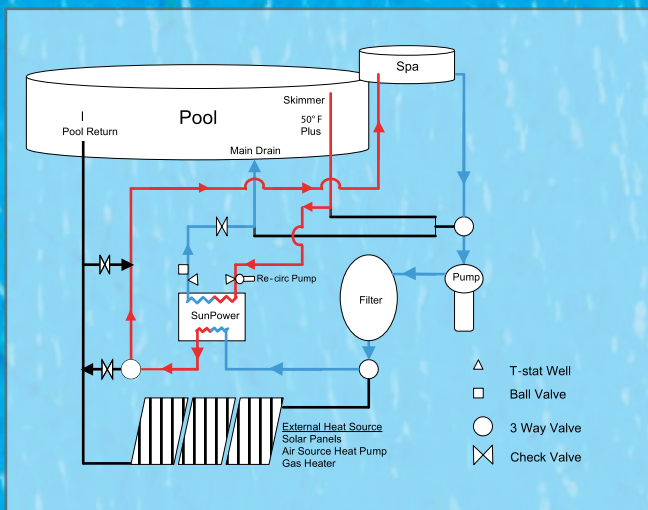 Spa
Skimmer
Pool
50° F
Plus
Pool Return
Main Drain
Re-circ Pump
Pump
Filter
SunPower
T-stat Well
Ball Valve
3 Way Valve
Check Valve
External Heat Source
Solar Panels
Air Source Heat Pump
Gas Heater